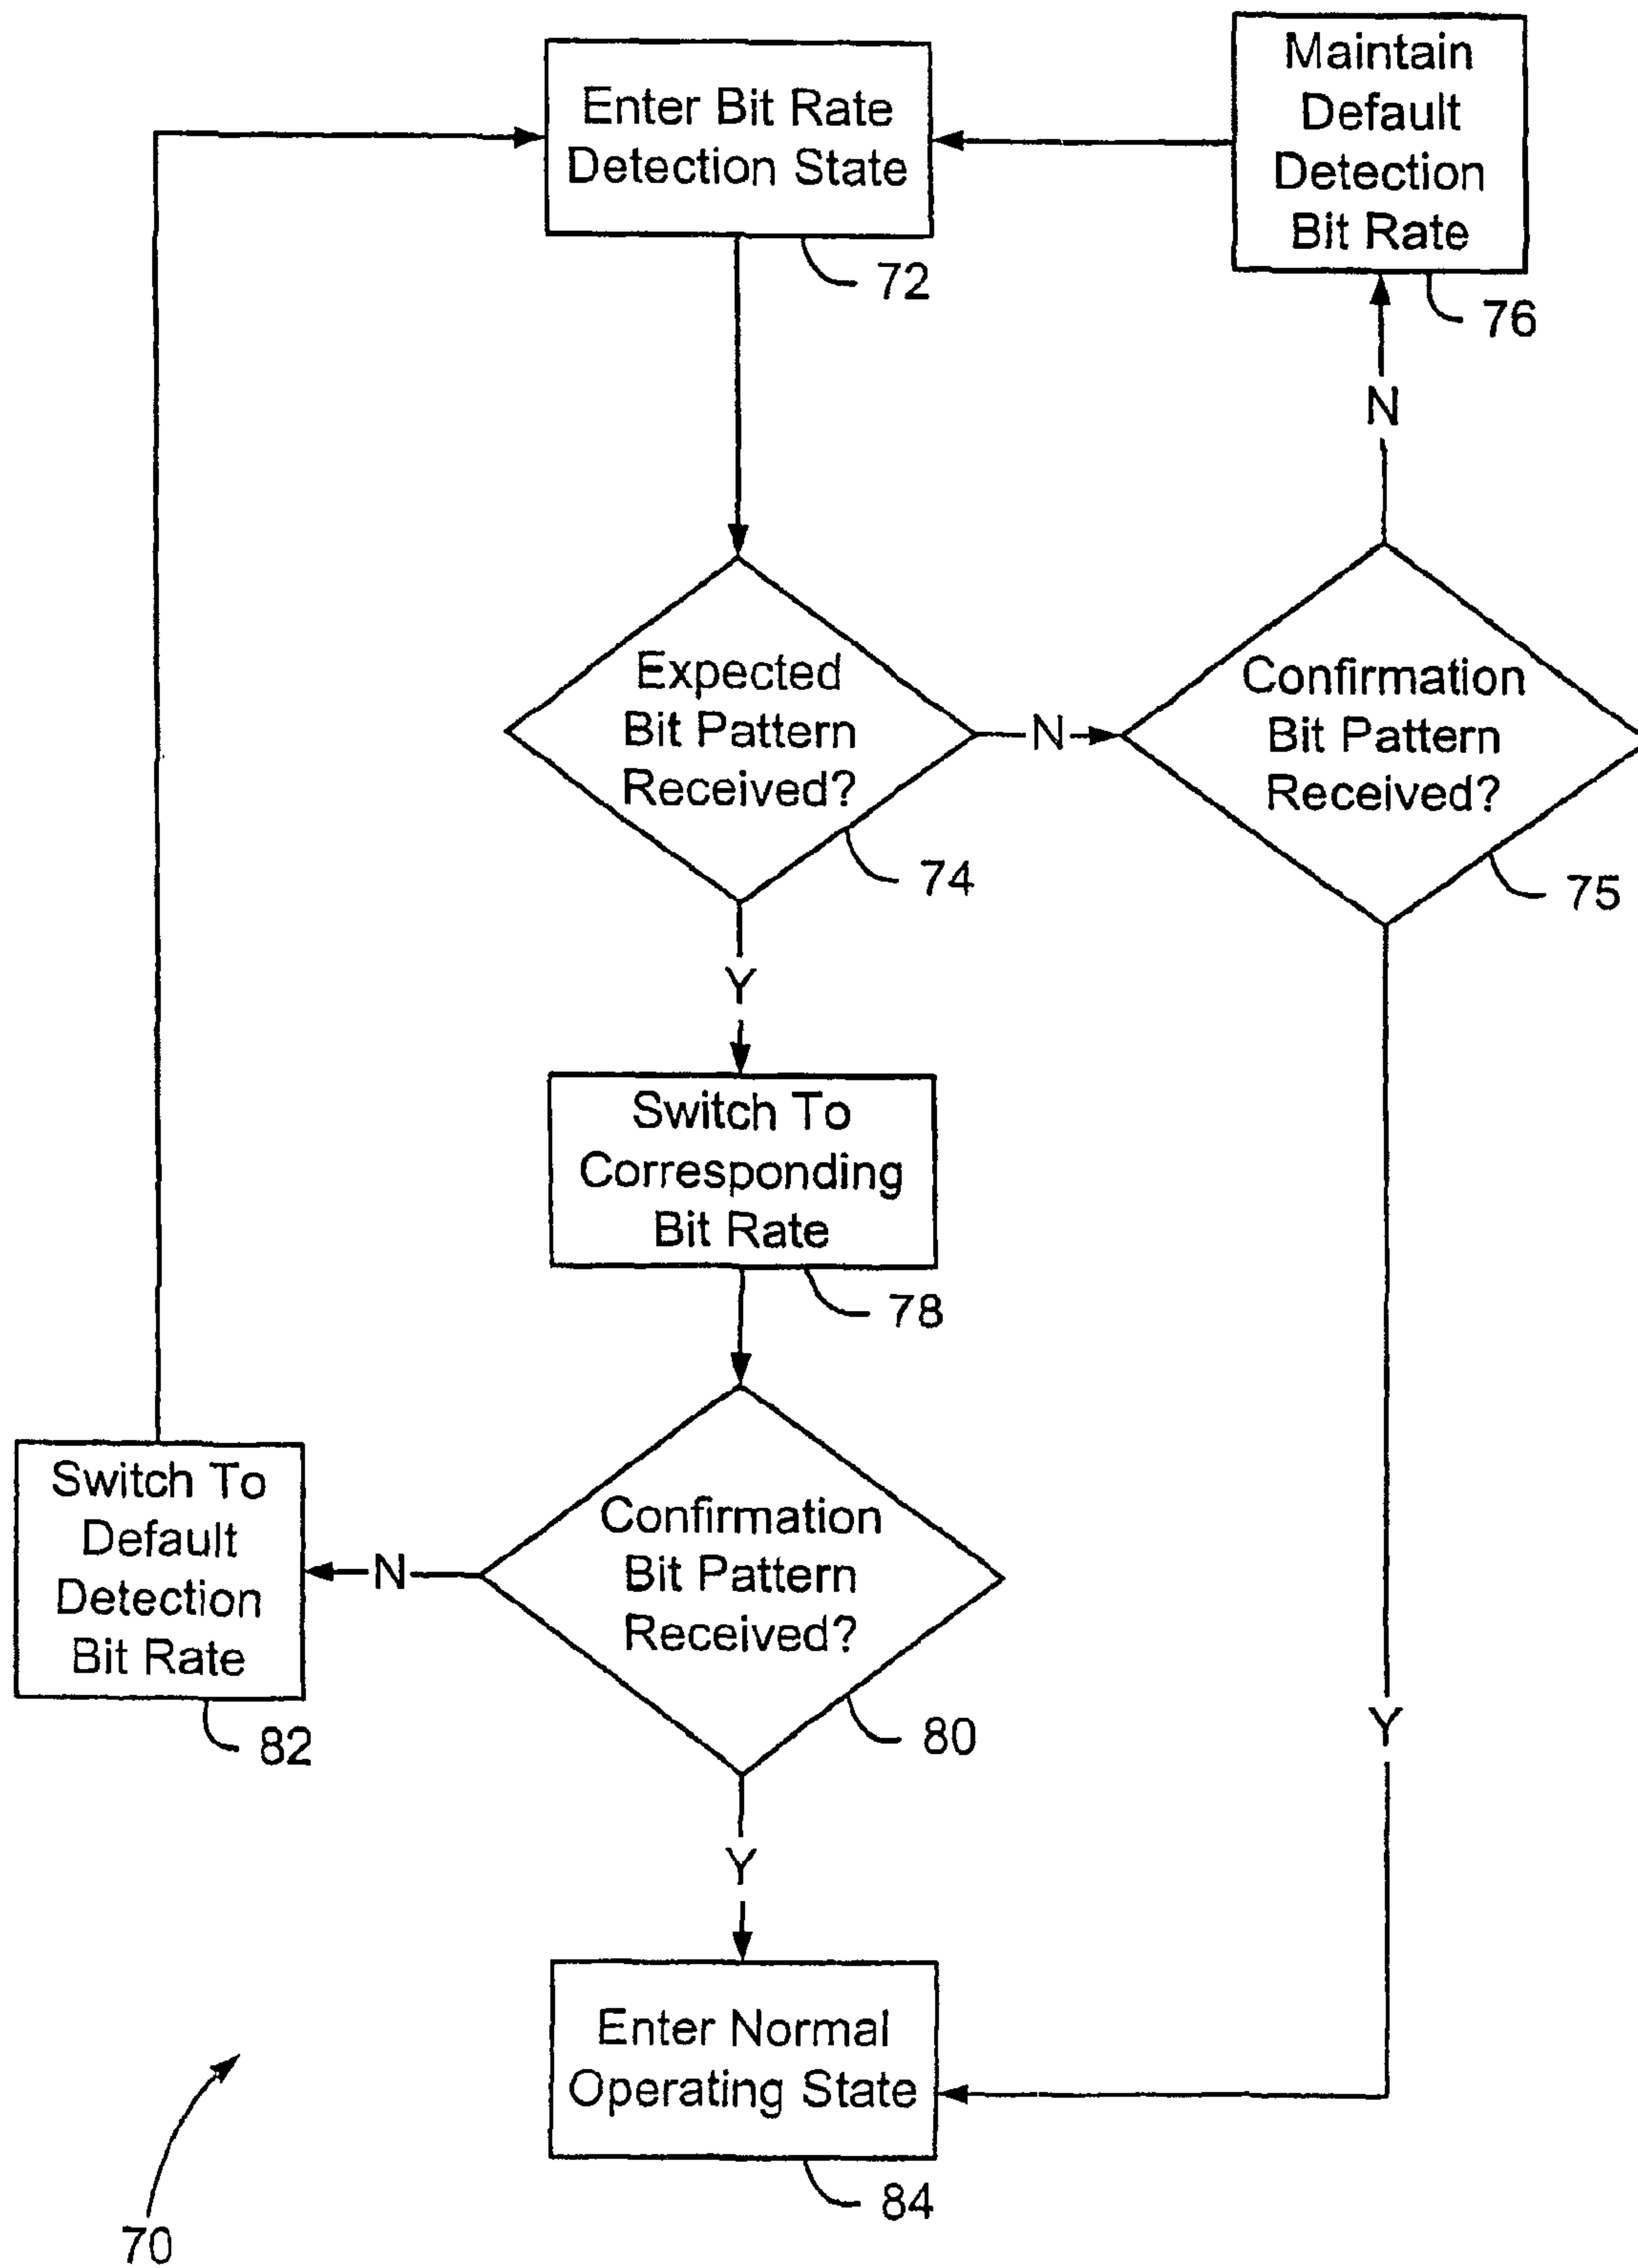 Enter Bit Rate
Detection State
72
Maintain
Default
Detection
Bit Rate
76
N
Expected
Bit Pattern
Received?
74
N
Confirmation
Bit Pattern
Received?
75
Y
Switch To
Corresponding
Bit Rate
78
Switch To
Default
Detection
Bit Rate
82
N
Confirmation
Bit Pattern
Received?
80
Y
Y
Enter Normal
Operating State
84
70